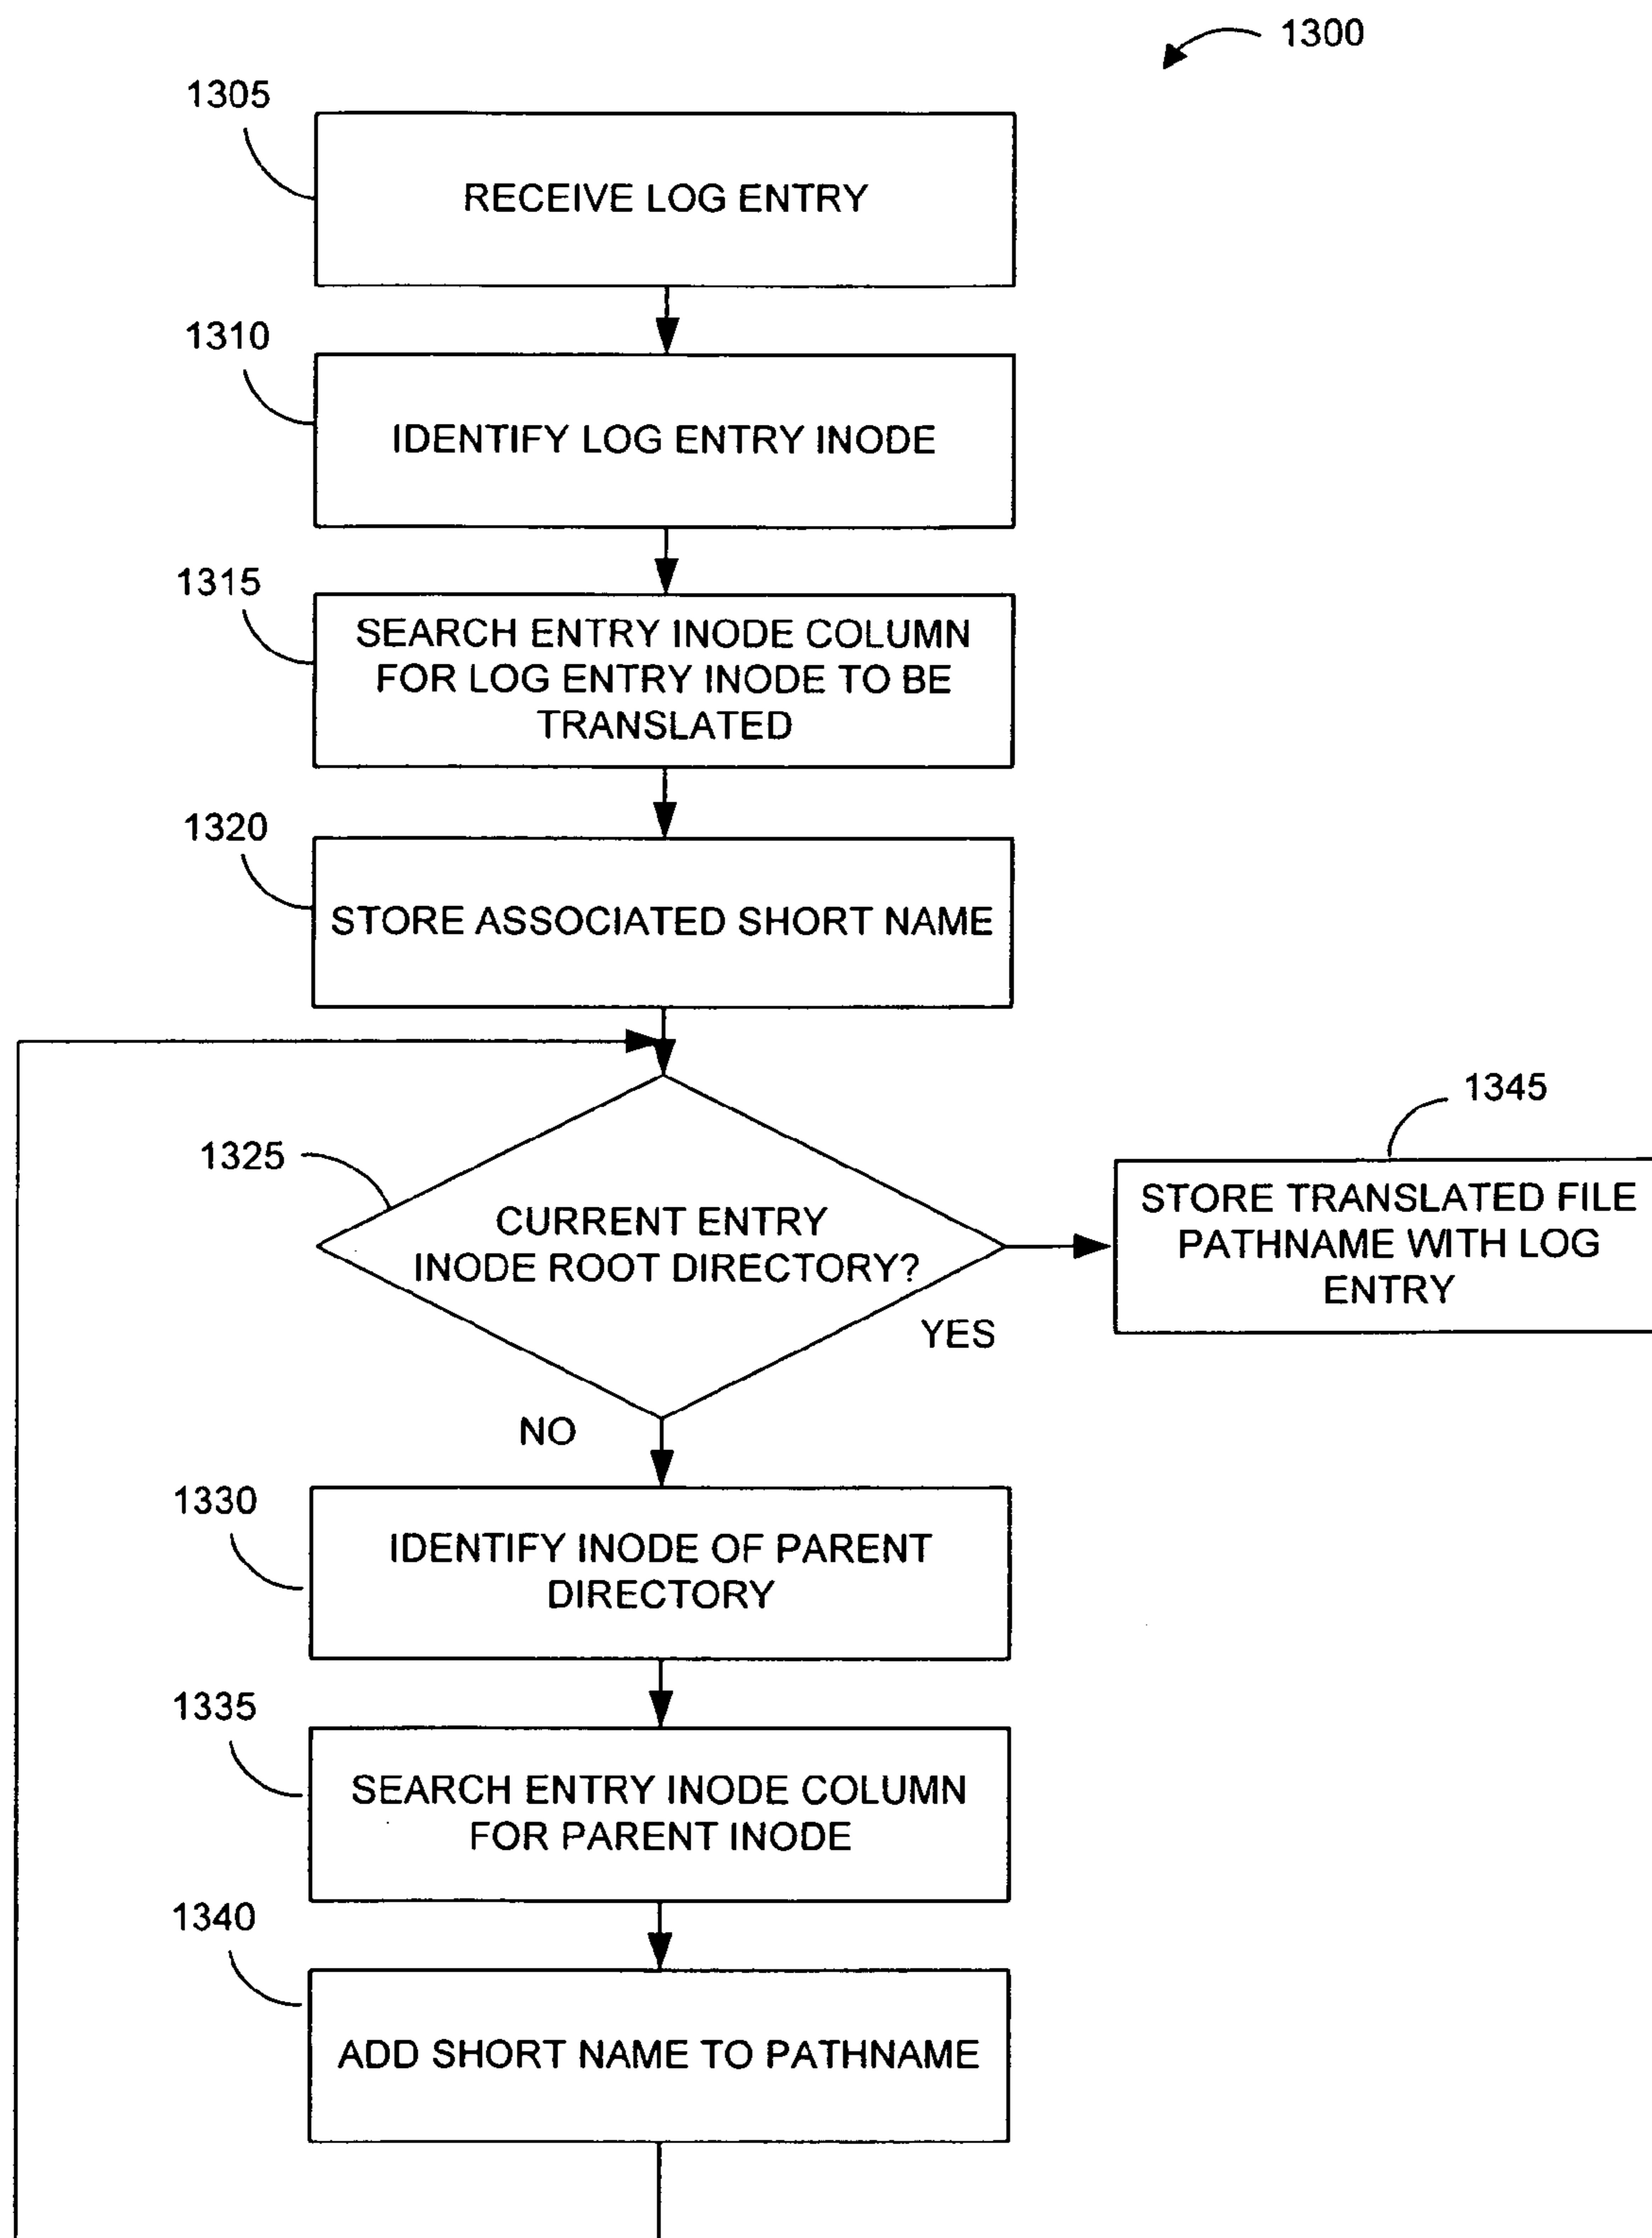 1300
1305
RECEIVE LOG ENTRY
1310
IDENTIFY LOG ENTRY INODE
1315
SEARCH ENTRY INODE COLUMN
FOR LOG ENTRY INODE TO BE
TRANSLATED
1320
STORE ASSOCIATED SHORT NAME
1325
CURRENT ENTRY
INODE ROOT DIRECTORY?
YES
NO
1345
STORE TRANSLATED FILE
PATHNAME WITH LOG
ENTRY
1330
IDENTIFY INODE OF PARENT
DIRECTORY
1335
SEARCH ENTRY INODE COLUMN
FOR PARENT INODE
1340
ADD SHORT NAME TO PATHNAME